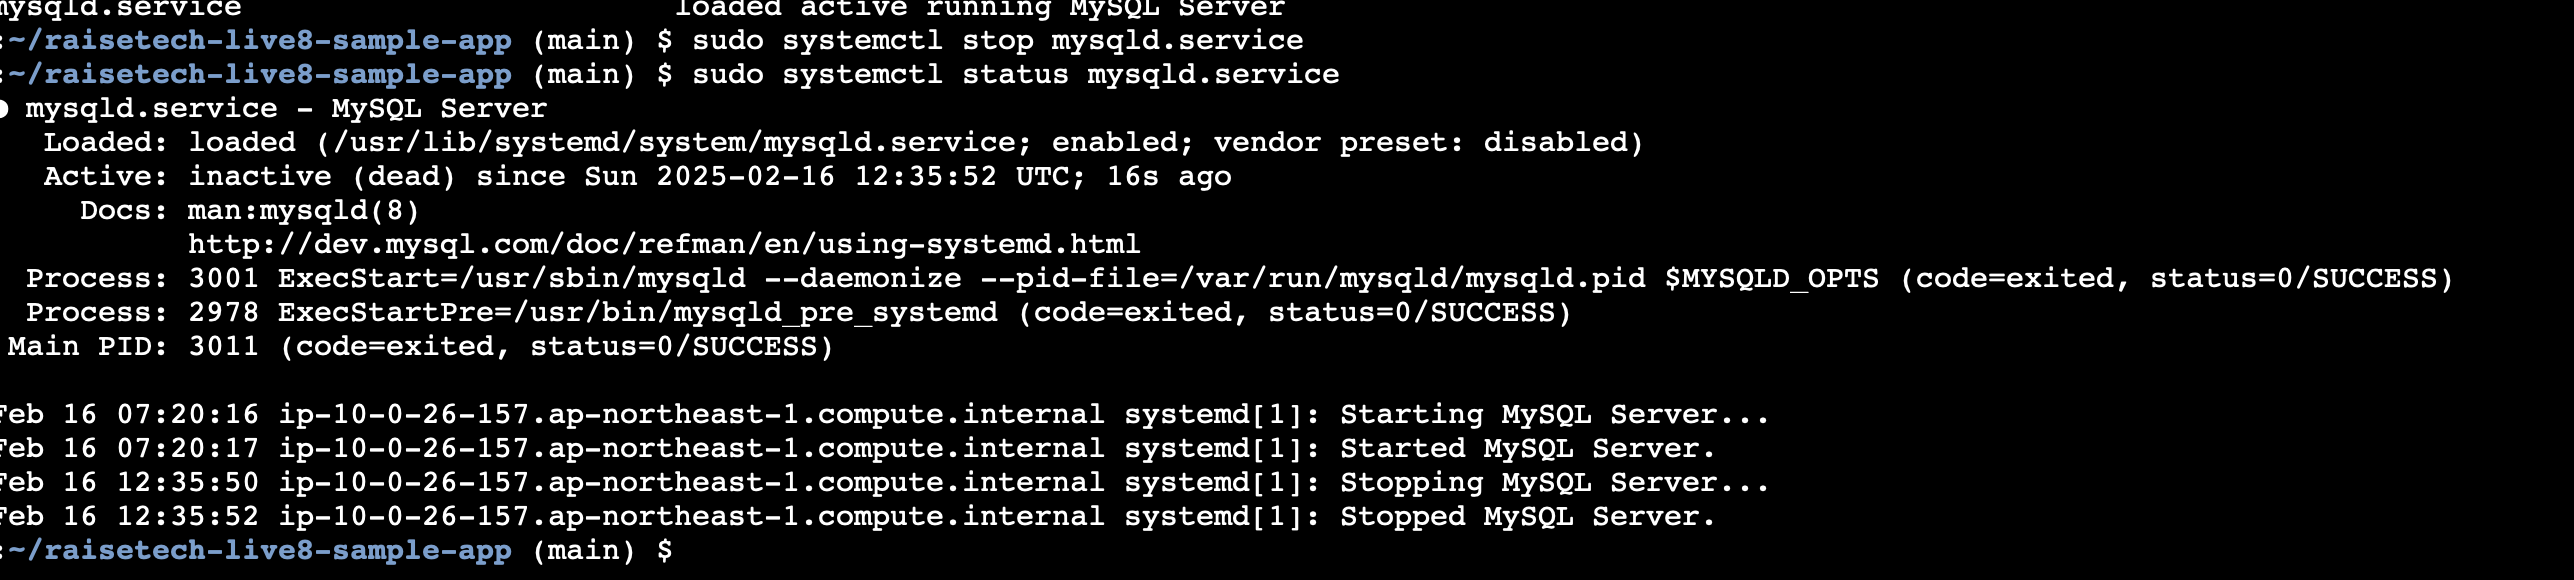 mysqld.service loaded active running MySQL Server
:~/raisetech-live8-sample-app (main) $ sudo systemctl stop mysqld.service
:~/raisetech-live8-sample-app (main) $ sudo systemctl status mysqld.service
● mysqld.service - MySQL Server
Loaded: loaded (/usr/lib/systemd/system/mysqld.service; enabled; vendor preset: disabled)
Active: inactive (dead) since Sun 2025-02-16 12:35:52 UTC; 16s ago
Docs: man:mysqld(8)
http://dev.mysql.com/doc/refman/en/using-systemd.html
Process: 3001 ExecStart=/usr/sbin/mysqld --daemonize --pid-file=/var/run/mysqld/mysqld.pid $MYSQLD_OPTS (code=exited, status=0/SUCCESS)
Process: 2978 ExecStartPre=/usr/bin/mysqld_pre_systemd (code=exited, status=0/SUCCESS)
Main PID: 3011 (code=exited, status=0/SUCCESS)
Feb 16 07:20:16 ip-10-0-26-157.ap-northeast-1.compute.internal systemd[1]: Starting MySQL Server...
Feb 16 07:20:17 ip-10-0-26-157.ap-northeast-1.compute.internal systemd[1]: Started MySQL Server.
Feb 16 12:35:50 ip-10-0-26-157.ap-northeast-1.compute.internal systemd[1]: Stopping MySQL Server...
Feb 16 12:35:52 ip-10-0-26-157.ap-northeast-1.compute.internal systemd[1]: Stopped MySQL Server.
:~/raisetech-live8-sample-app (main) $